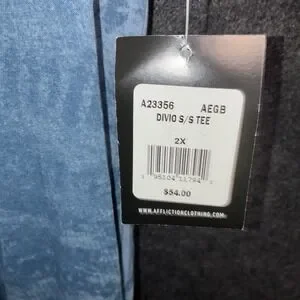 A23356 AEGB
DIVIO S/S TEE
2X
$54.00
WWW.AFFLICTIONCLOTHING.COM